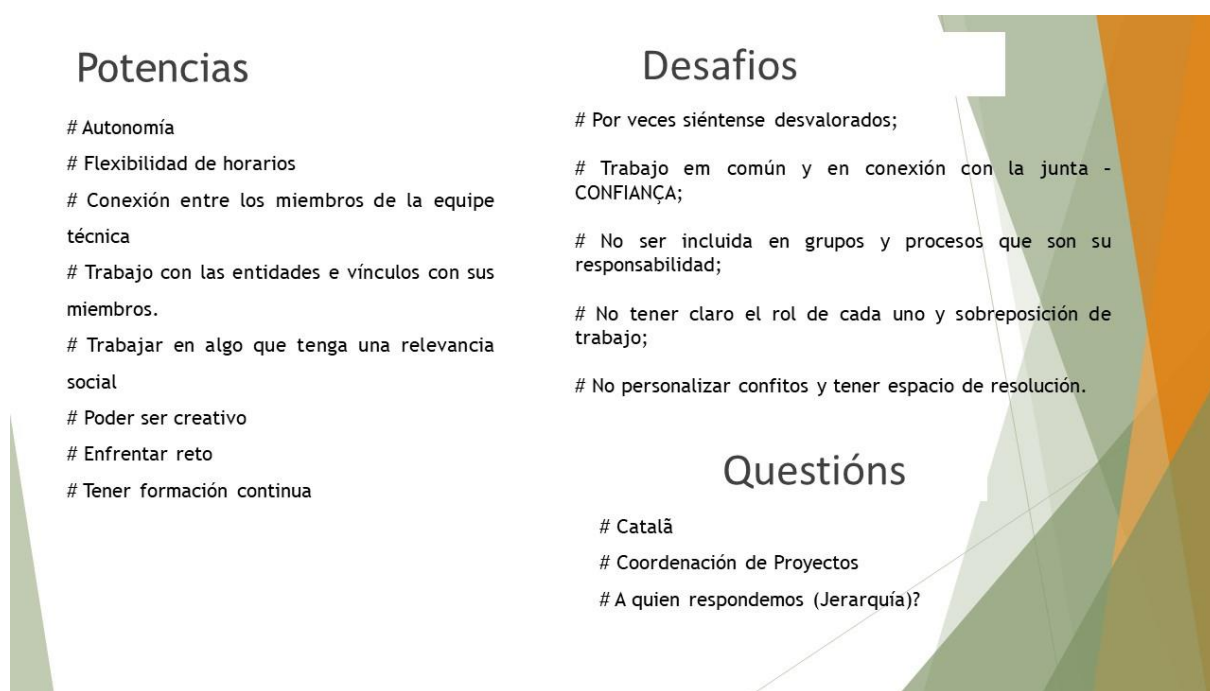 Potencias
# Autonomía
# Flexibilidad de horarios
# Conexión entre los miembros de la equipe
técnica
# Trabajo con las entidades e vínculos con sus
miembros.
# Trabajar en algo que tenga una relevancia
social
# Poder ser creativo
# Enfrentar reto
# Tener formación continua
Desafios
# Por veces siéntense desvalorados;
# Trabajo em común y en conexión con la junta –
CONFIANÇA;
# No ser incluida en grupos y procesos que son su
responsabilidad;
# No tener claro el rol de cada uno y sobreposición de
trabajo;
# No personalizar confitos y tener espacio de resolución.
Questións
# Catalã
# Coordenación de Proyectos
# A quien respondemos (Jerarquía)?